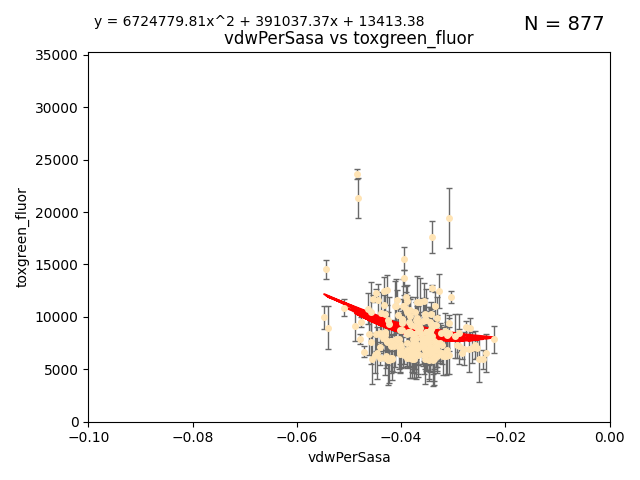 y = 6724779.81x^2 + 391037.37x + 13413.38
N = 877
vdwPerSasa vs toxgreen_fluor
35000
30000
25000
20000
15000
10000
5000
0
toxgreen_fluor
−0.10
−0.08
−0.06
−0.04
−0.02
0.00
vdwPerSasa